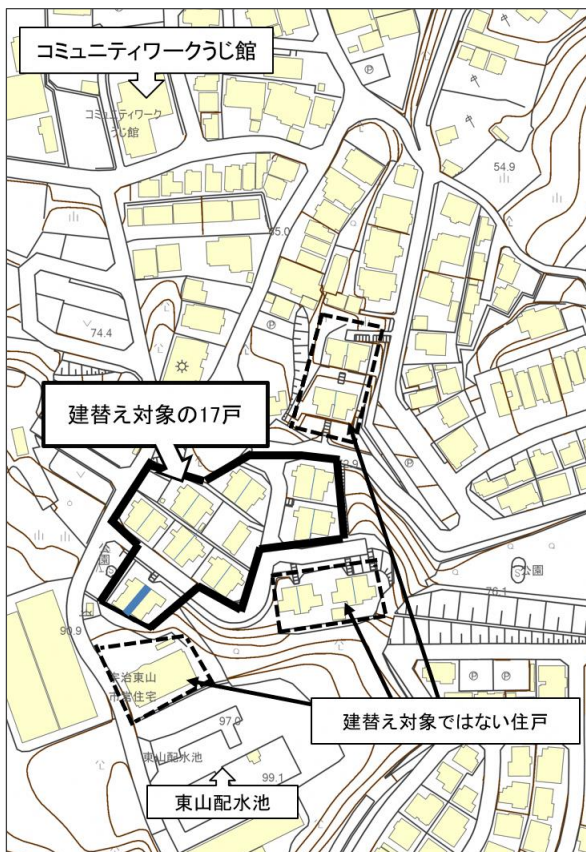 コミュニティワークうじ館
コミュニティワーク
うじ館
54.9
55.0
74.4
建替え対象の17戸
公園
公園
76.1
90.9
宇治東山
市営住宅
建替え対象ではない住戸
97.0
東山配水池
99.1
東山配水池